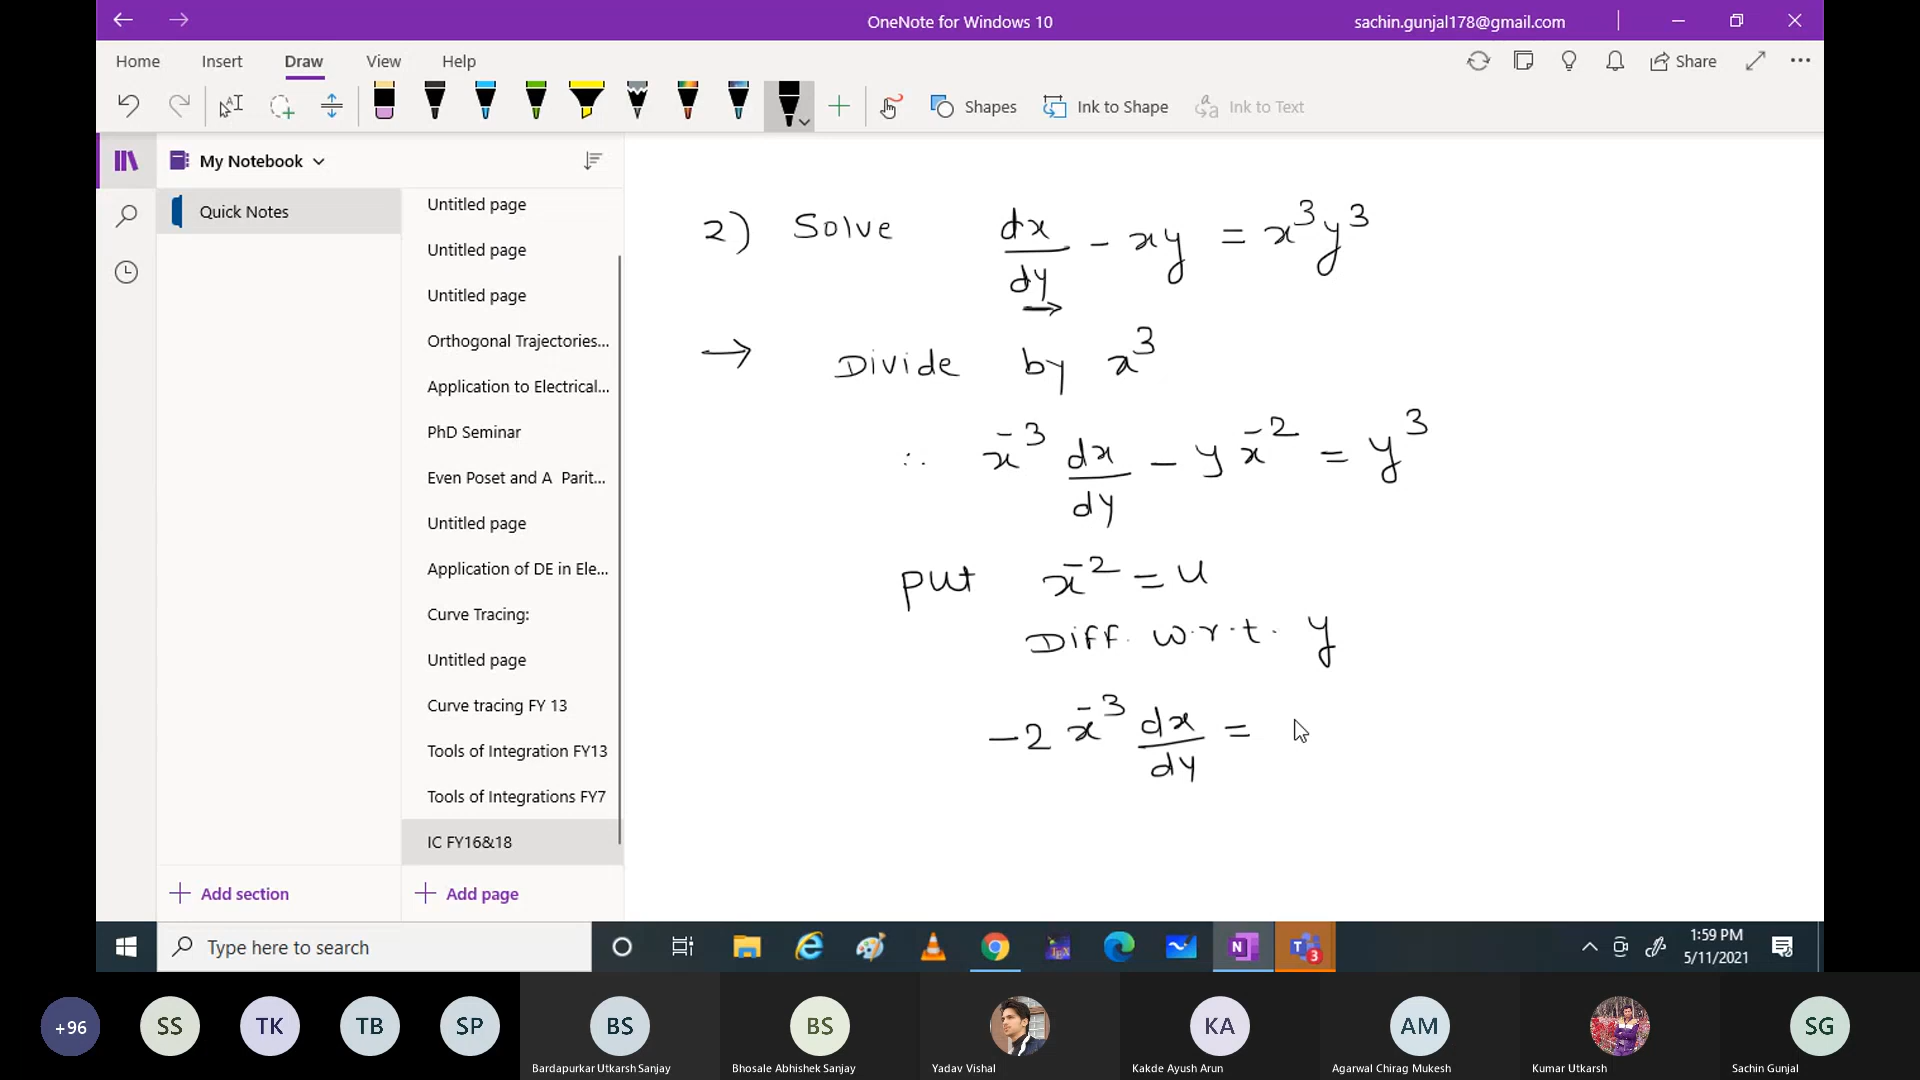 OneNote for Windows 10
sachin.gunjal178@gmail.com
Home Insert Draw View Help
Share
Shapes Ink to Shape Ink to Text
My Notebook
Quick Notes
Untitled page
Untitled page
Untitled page
Orthogonal Trajectories...
Application to Electrical...
PhD Seminar
Even Poset and A Parit...
Untitled page
Application of DE in Ele...
Curve Tracing:
Untitled page
Curve tracing FY 13
Tools of Integration FY13
Tools of Integrations FY7
IC FY16&18
Add section
Add page
2) Solve dx/dy - xy = x³y³
→ Divide by x³
∴ x⁻³ dx/dy - y x⁻² = y³
put x⁻² = u
Diff. w.r.t. y
-2 x⁻³ dx/dy =
Type here to search
1:59 PM
5/11/2021
3
+96 SS TK TB SP BS BS KA AM SG
Bardapurkar Utkarsh Sanjay
Bhosale Abhishek Sanjay
Yadav Vishal
Kakde Ayush Arun
Agarwal Chirag Mukesh
Kumar Utkarsh
Sachin Gunjal